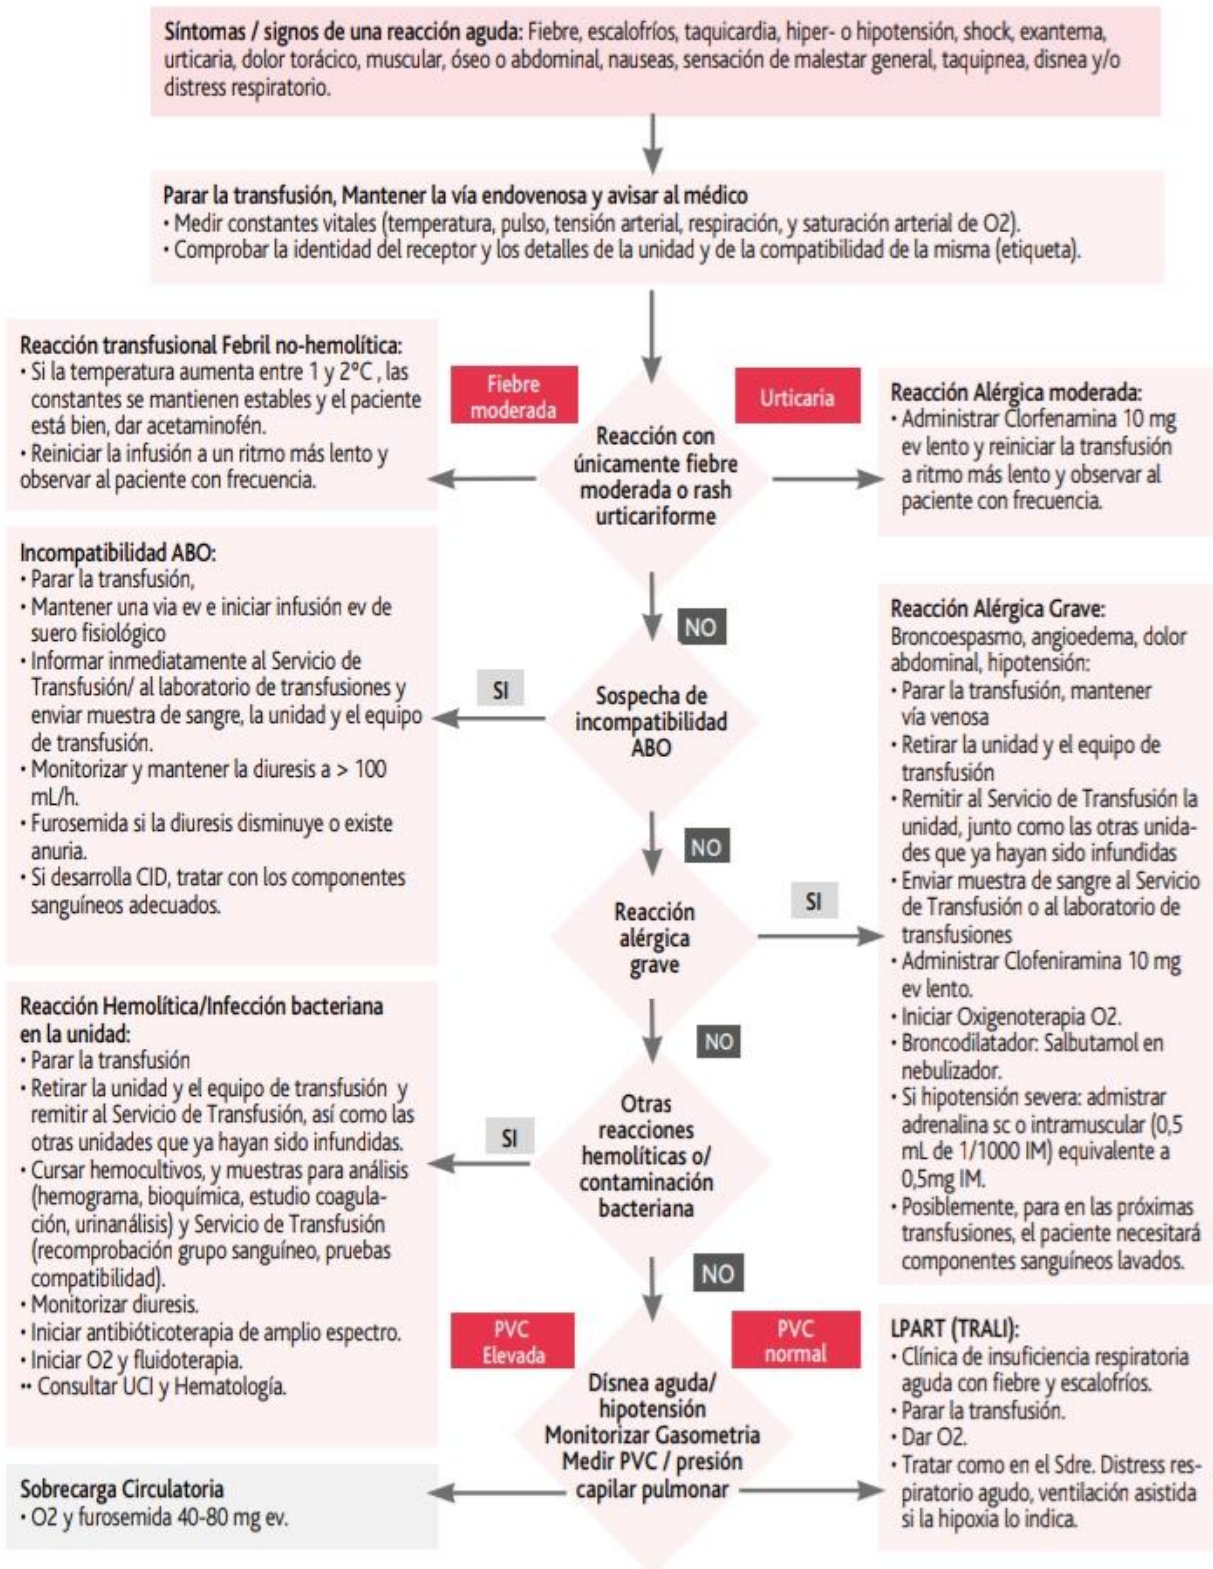 Síntomas / signos de una reacción aguda: Fiebre, escalofríos, taquicardia, hiper- o hipotensión, shock, exantema,
urticaria, dolor torácico, muscular, óseo o abdominal, nauseas, sensación de malestar general, taquipnea, disnea y/o
distress respiratorio.
Parar la transfusión, Mantener la vía endovenosa y avisar al médico
• Medir constantes vitales (temperatura, pulso, tensión arterial, respiración, y saturación arterial de O2).
• Comprobar la identidad del receptor y los detalles de la unidad y de la compatibilidad de la misma (etiqueta).
Reacción transfusional Febril no-hemolítica:
• Si la temperatura aumenta entre 1 y 2ºC , las
constantes se mantienen estables y el paciente
está bien, dar acetaminofén.
• Reiniciar la infusión a un ritmo más lento y
observar al paciente con frecuencia.
Fiebre
moderada
Reacción con
únicamente fiebre
moderada o rash
urticariforme
Urticaria
Reacción Alérgica moderada:
• Administrar Clorfenamina 10 mg
ev lento y reiniciar la transfusión
a ritmo más lento y observar al
paciente con frecuencia.
NO
Incompatibilidad ABO:
• Parar la transfusión,
• Mantener una via ev e iniciar infusión ev de
suero fisiológico
• Informar inmediatamente al Servicio de
Transfusión/ al laboratorio de transfusiones y
enviar muestra de sangre, la unidad y el equipo
de transfusión.
• Monitorizar y mantener la diuresis a > 100
mL/h.
• Furosemida si la diuresis disminuye o existe
anuria.
• Si desarrolla CID, tratar con los componentes
sanguíneos adecuados.
SI
Sospecha de
incompatibilidad
ABO
NO
Reacción
alérgica
grave
SI
Reacción Alérgica Grave:
Broncoespasmo, angioedema, dolor
abdominal, hipotensión:
• Parar la transfusión, mantener
vía venosa
• Retirar la unidad y el equipo de
transfusión
• Remitir al Servicio de Transfusión la
unidad, junto como las otras unida-
des que ya hayan sido infundidas
• Enviar muestra de sangre al Servicio
de Transfusión o al laboratorio de
transfusiones
• Administrar Clofeniramina 10 mg
ev lento.
• Iniciar Oxigenoterapia O2.
• Broncodilatador: Salbutamol en
nebulizador.
• Si hipotensión severa: admistrar
adrenalina sc o intramuscular (0,5
mL de 1/1000 IM) equivalente a
0,5mg IM.
• Posiblemente, para en las próximas
transfusiones, el paciente necesitará
componentes sanguíneos lavados.
NO
Reacción Hemolítica/Infección bacteriana
en la unidad:
• Parar la transfusión
• Retirar la unidad y el equipo de transfusión y
remitir al Servicio de Transfusión, así como las
otras unidades que ya hayan sido infundidas.
• Cursar hemocultivos, y muestras para análisis
(hemograma, bioquímica, estudio coagula-
ción, urinanálisis) y Servicio de Transfusión
(recomprobación grupo sanguíneo, pruebas
compatibilidad).
• Monitorizar diuresis.
• Iniciar antibióticoterapia de amplio espectro.
• Iniciar O2 y fluidoterapia.
•• Consultar UCI y Hematología.
SI
Otras
reacciones
hemolíticas o/
contaminación
bacteriana
NO
PVC
Elevada
PVC
normal
Dísnea aguda/
hipotensión
Monitorizar Gasometria
Medir PVC / presión
capilar pulmonar
Sobrecarga Circulatoria
• O2 y furosemida 40-80 mg ev.
LPART (TRALI):
• Clínica de insuficiencia respiratoria
aguda con fiebre y escalofríos.
• Parar la transfusión.
• Dar O2.
• Tratar como en el Sdre. Distress res-
piratorio agudo, ventilación asistida
si la hipoxia lo indica.